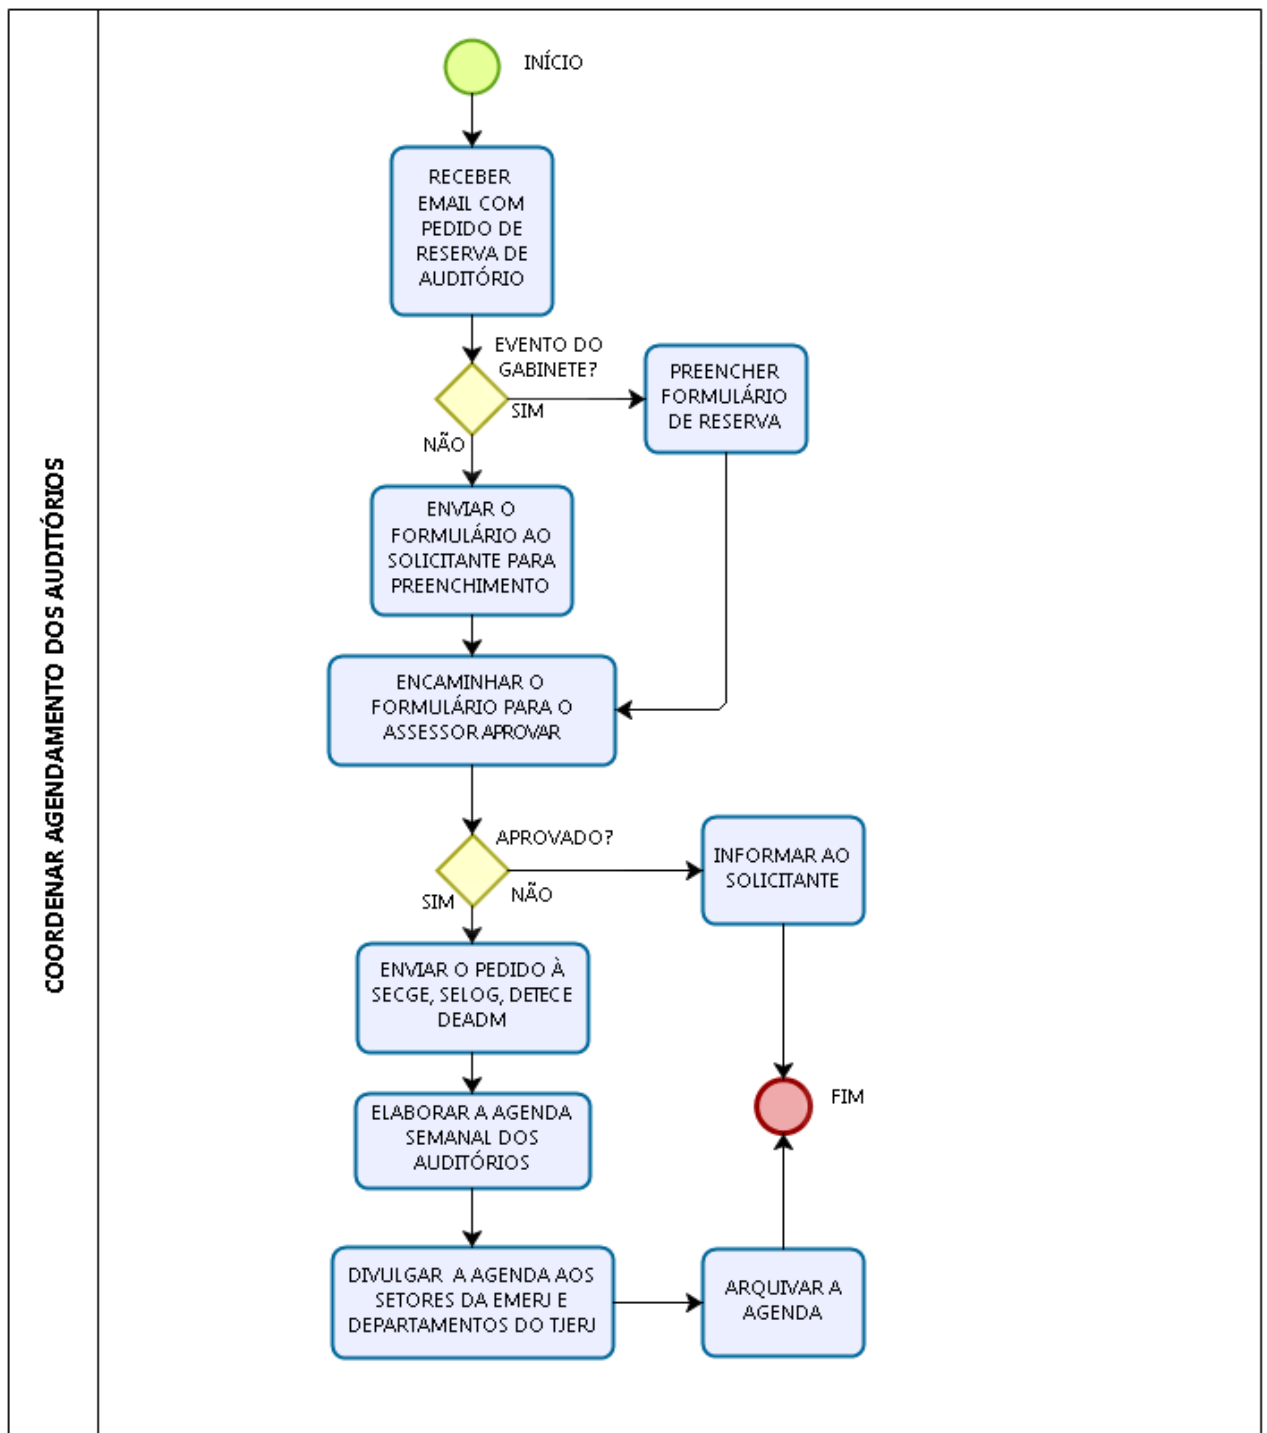 COORDENAR AGENDAMENTO DOS AUDITÓRIOS
INÍCIO
RECEBER
EMAIL COM
PEDIDO DE
RESERVA DE
AUDITÓRIO
EVENTO DO
GABINETE?
SIM
NÃO
PREENCHER
FORMULÁRIO
DE RESERVA
ENVIAR O
FORMULÁRIO AO
SOLICITANTE PARA
PREENCHIMENTO
ENCAMINHAR O
FORMULÁRIO PARA O
ASSESSOR APROVAR
APROVADO?
NÃO
SIM
INFORMAR AO
SOLICITANTE
ENVIAR O PEDIDO À
SECGE, SELOG, DETECE
DEADM
ELABORAR A AGENDA
SEMANAL DOS
AUDITÓRIOS
FIM
DIVULGAR A AGENDA AOS
SETORES DA EMERJ E
DEPARTAMENTOS DO TJERJ
ARQUIVAR A
AGENDA